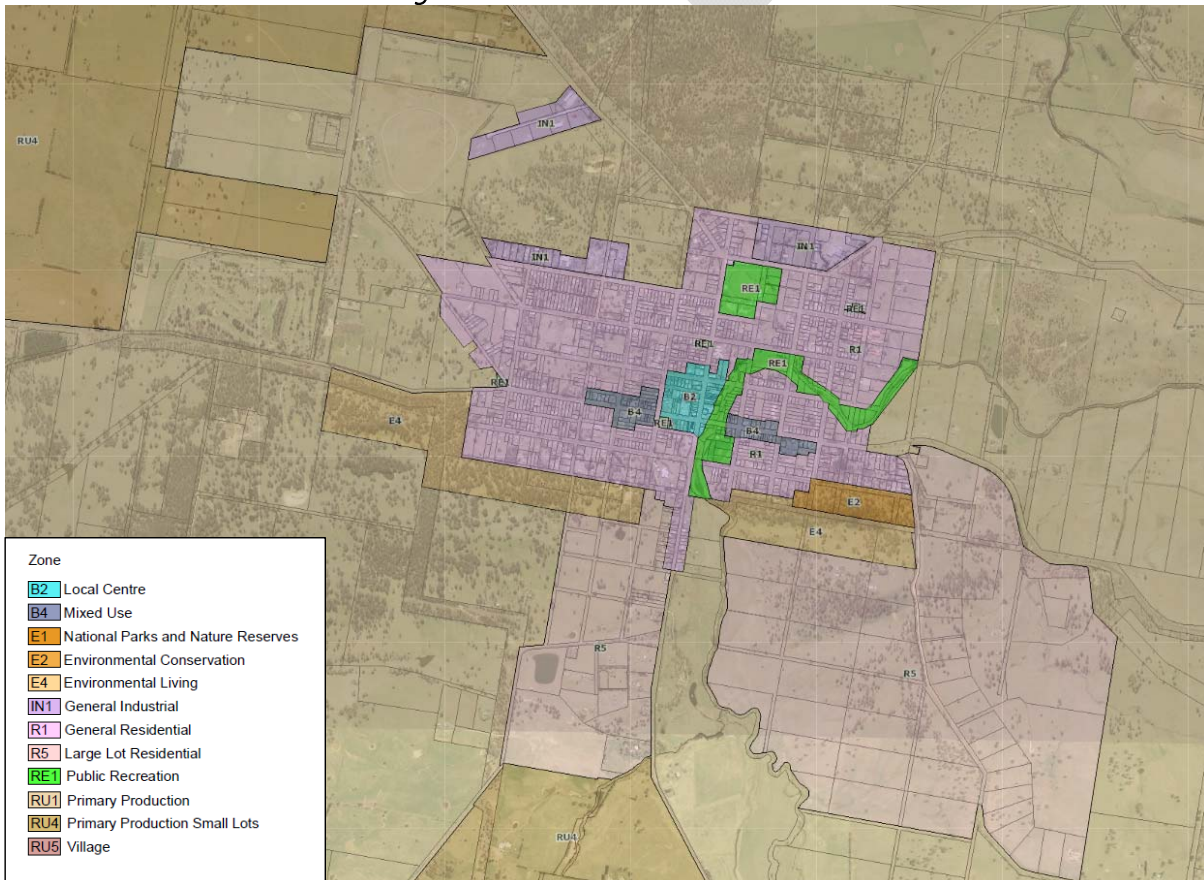 IN1
RU4
IN1
IN1
RE1
RE1
R1
RE1
RE1
RE1
B2
E4
B4
RE1
B4
R1
E2
E4
R5
R5
RU4
Zone
B2 Local Centre
B4 Mixed Use
E1 National Parks and Nature Reserves
E2 Environmental Conservation
E4 Environmental Living
IN1 General Industrial
R1 General Residential
R5 Large Lot Residential
RE1 Public Recreation
RU1 Primary Production
RU4 Primary Production Small Lots
RU5 Village